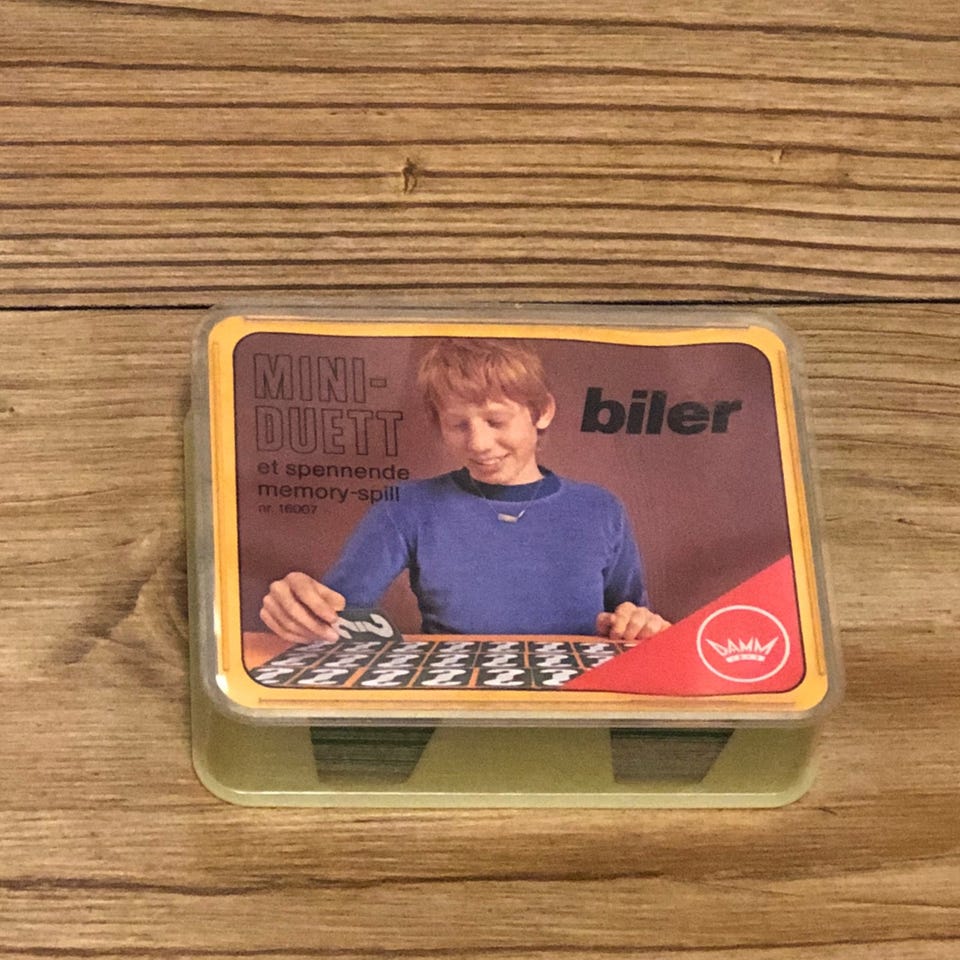 MINI-
DUETT
et spennende
memory-spill
nr. 16007
biler
DAMM